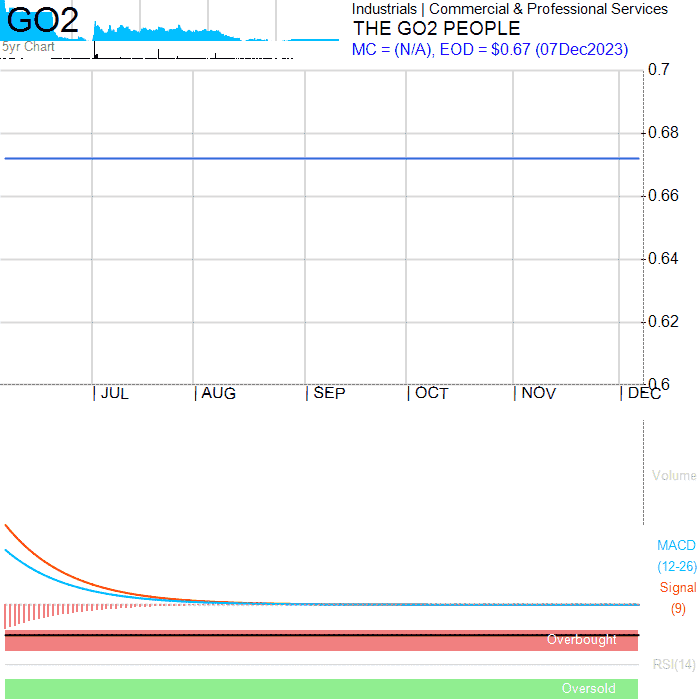 GO2
5yr Chart
Industrials | Commercial & Professional Services
THE GO2 PEOPLE
MC = (N/A), EOD = $0.67 (07Dec2023)
0.7
0.68
0.66
0.64
0.62
0.6
| JUL | AUG | SEP | OCT | NOV | DEC
Volume
MACD
(12-26)
Signal
(9)
Overbought
RSI(14)
Oversold